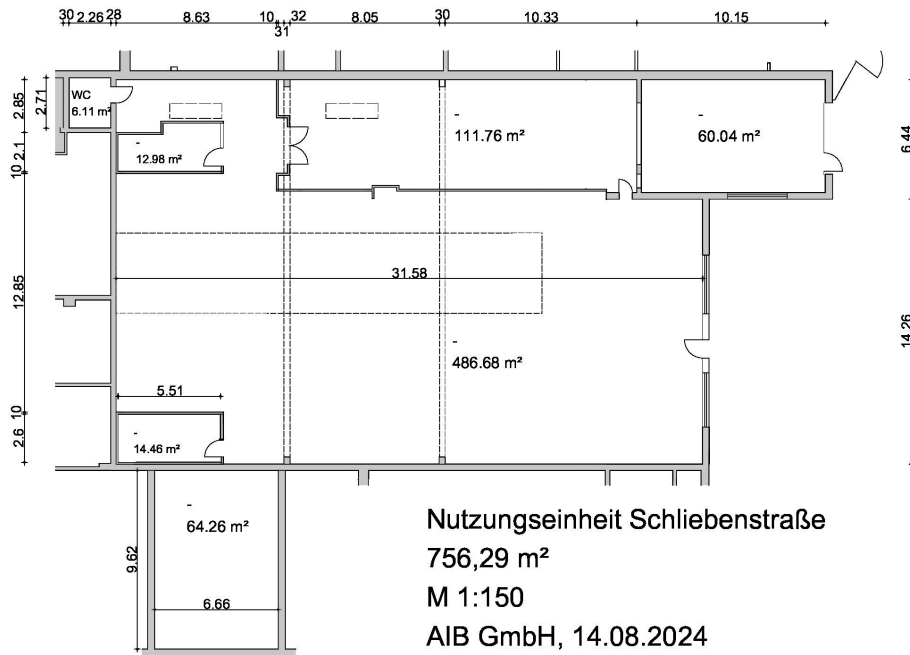 30 2.26 28 8.63 10 32 8.05 30 10.33 10.15
31
2.85
2.71
WC
6.11 m²
2.1
10
-
12.98 m²
-
111.76 m²
-
60.04 m²
6.44
12.85
31.58
14.26
-
486.68 m²
5.51
10
2.6
-
14.46 m²
-
64.26 m²
9.62
6.66
Nutzungseinheit Schliebenstraße
756,29 m²
M 1:150
AIB GmbH, 14.08.2024